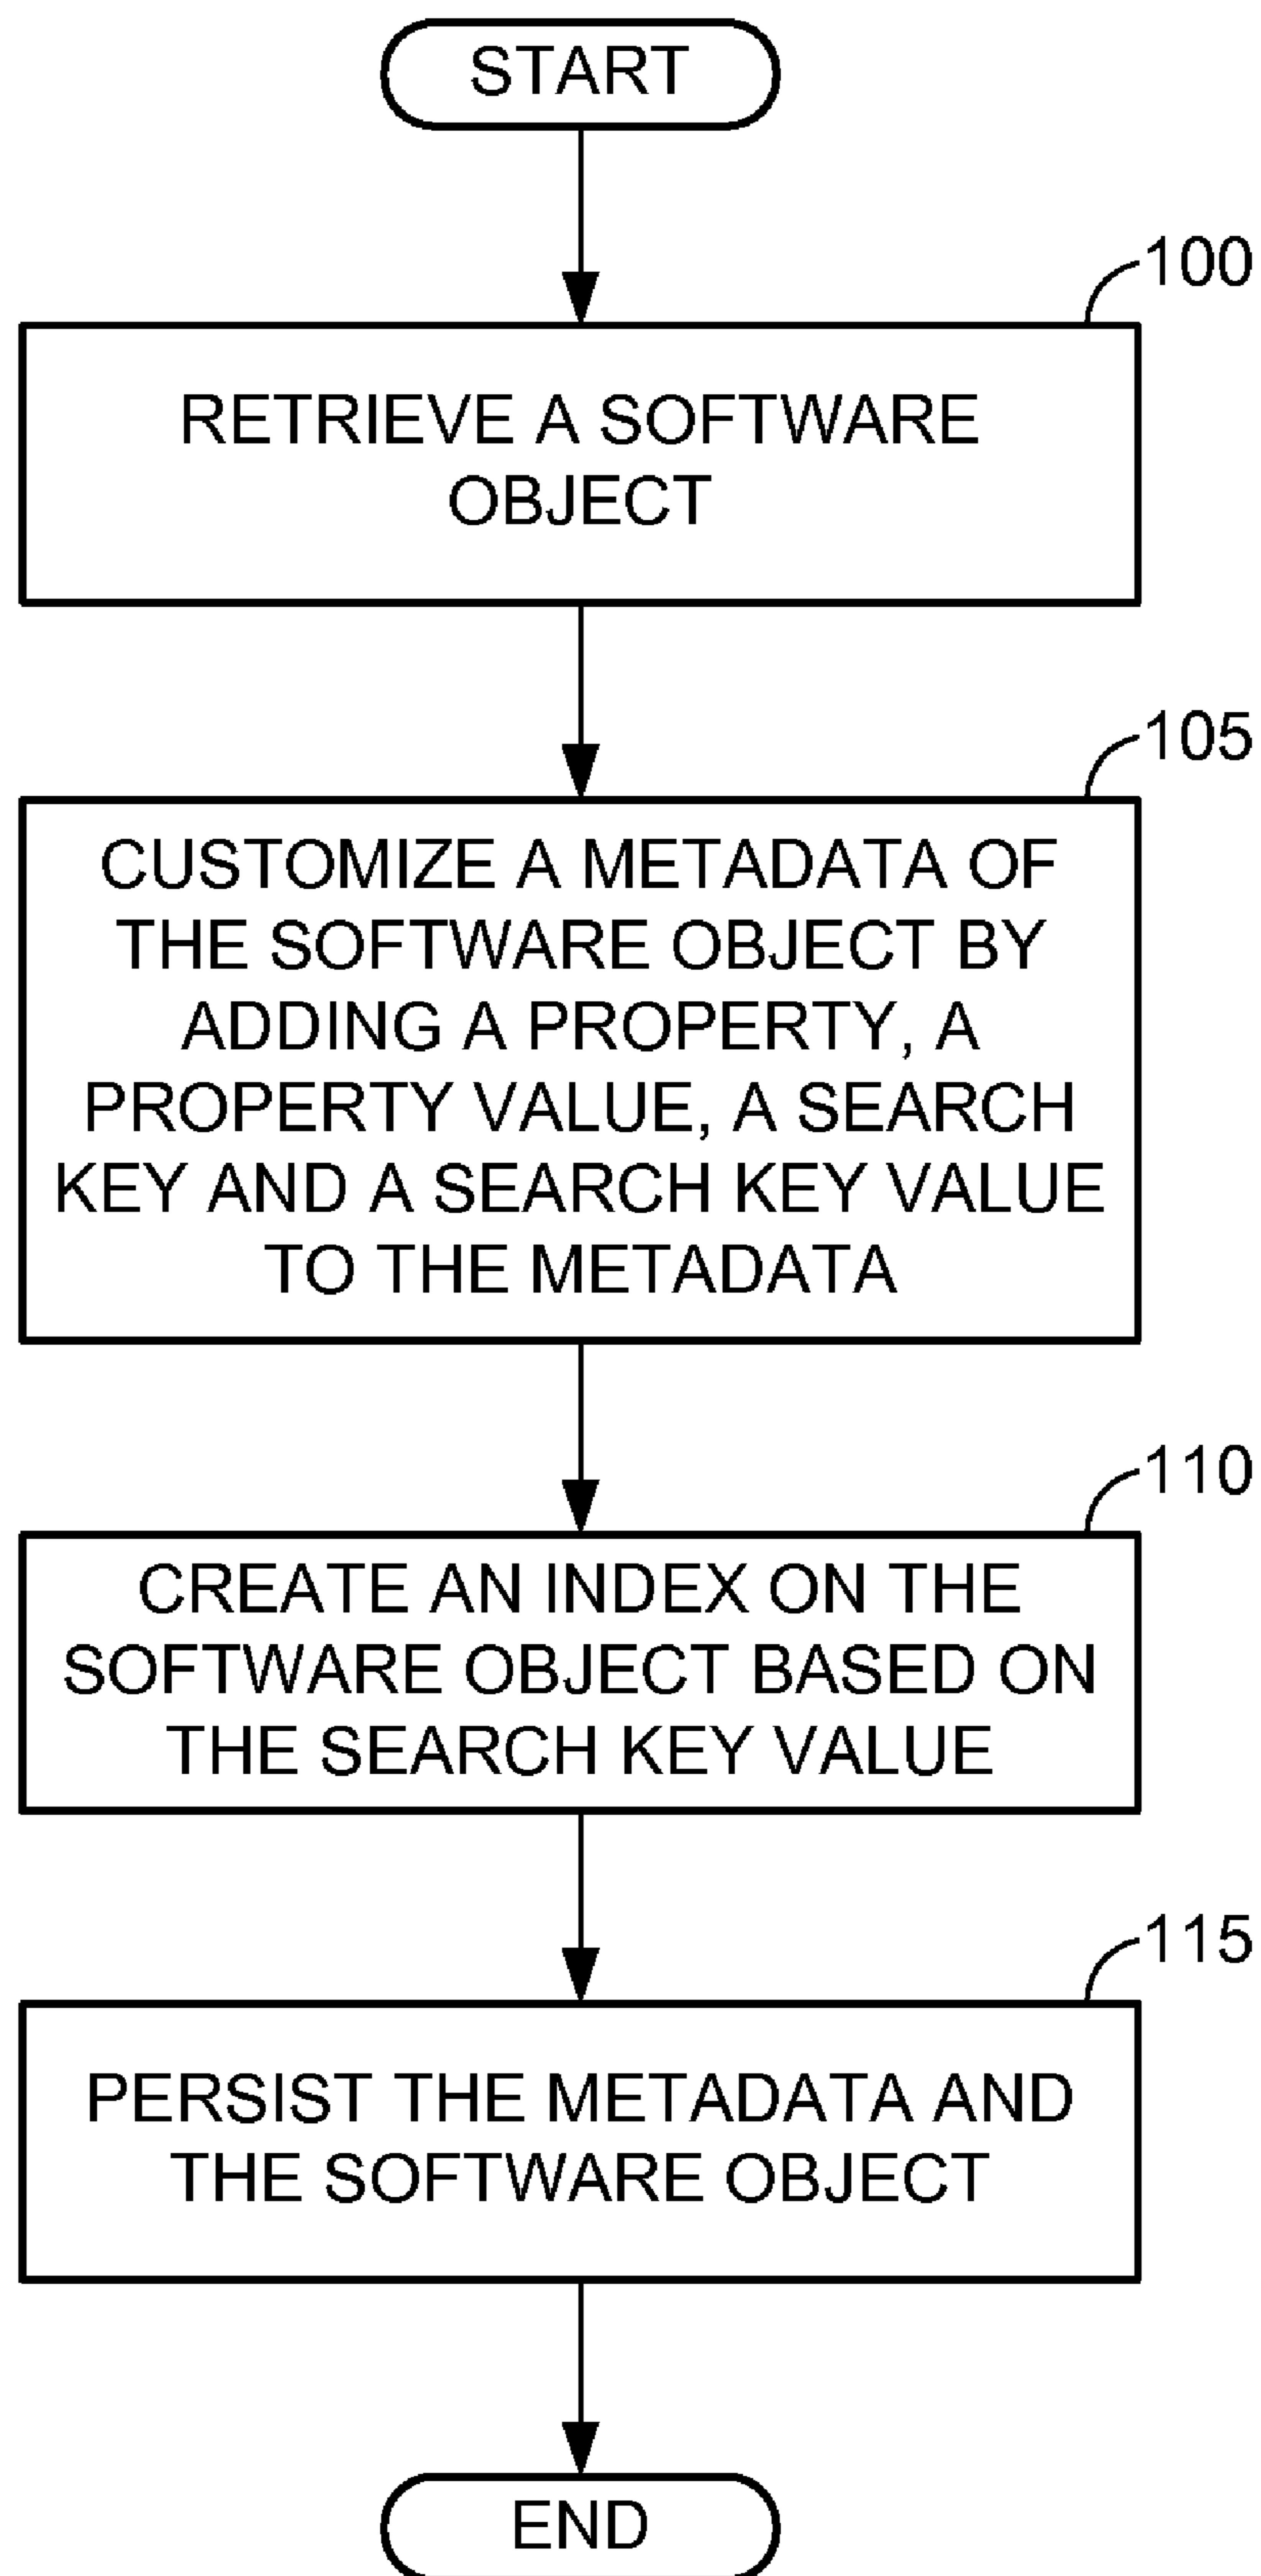 START
100
RETRIEVE A SOFTWARE
OBJECT
105
CUSTOMIZE A METADATA OF
THE SOFTWARE OBJECT BY
ADDING A PROPERTY, A
PROPERTY VALUE, A SEARCH
KEY AND A SEARCH KEY VALUE
TO THE METADATA
110
CREATE AN INDEX ON THE
SOFTWARE OBJECT BASED ON
THE SEARCH KEY VALUE
115
PERSIST THE METADATA AND
THE SOFTWARE OBJECT
END